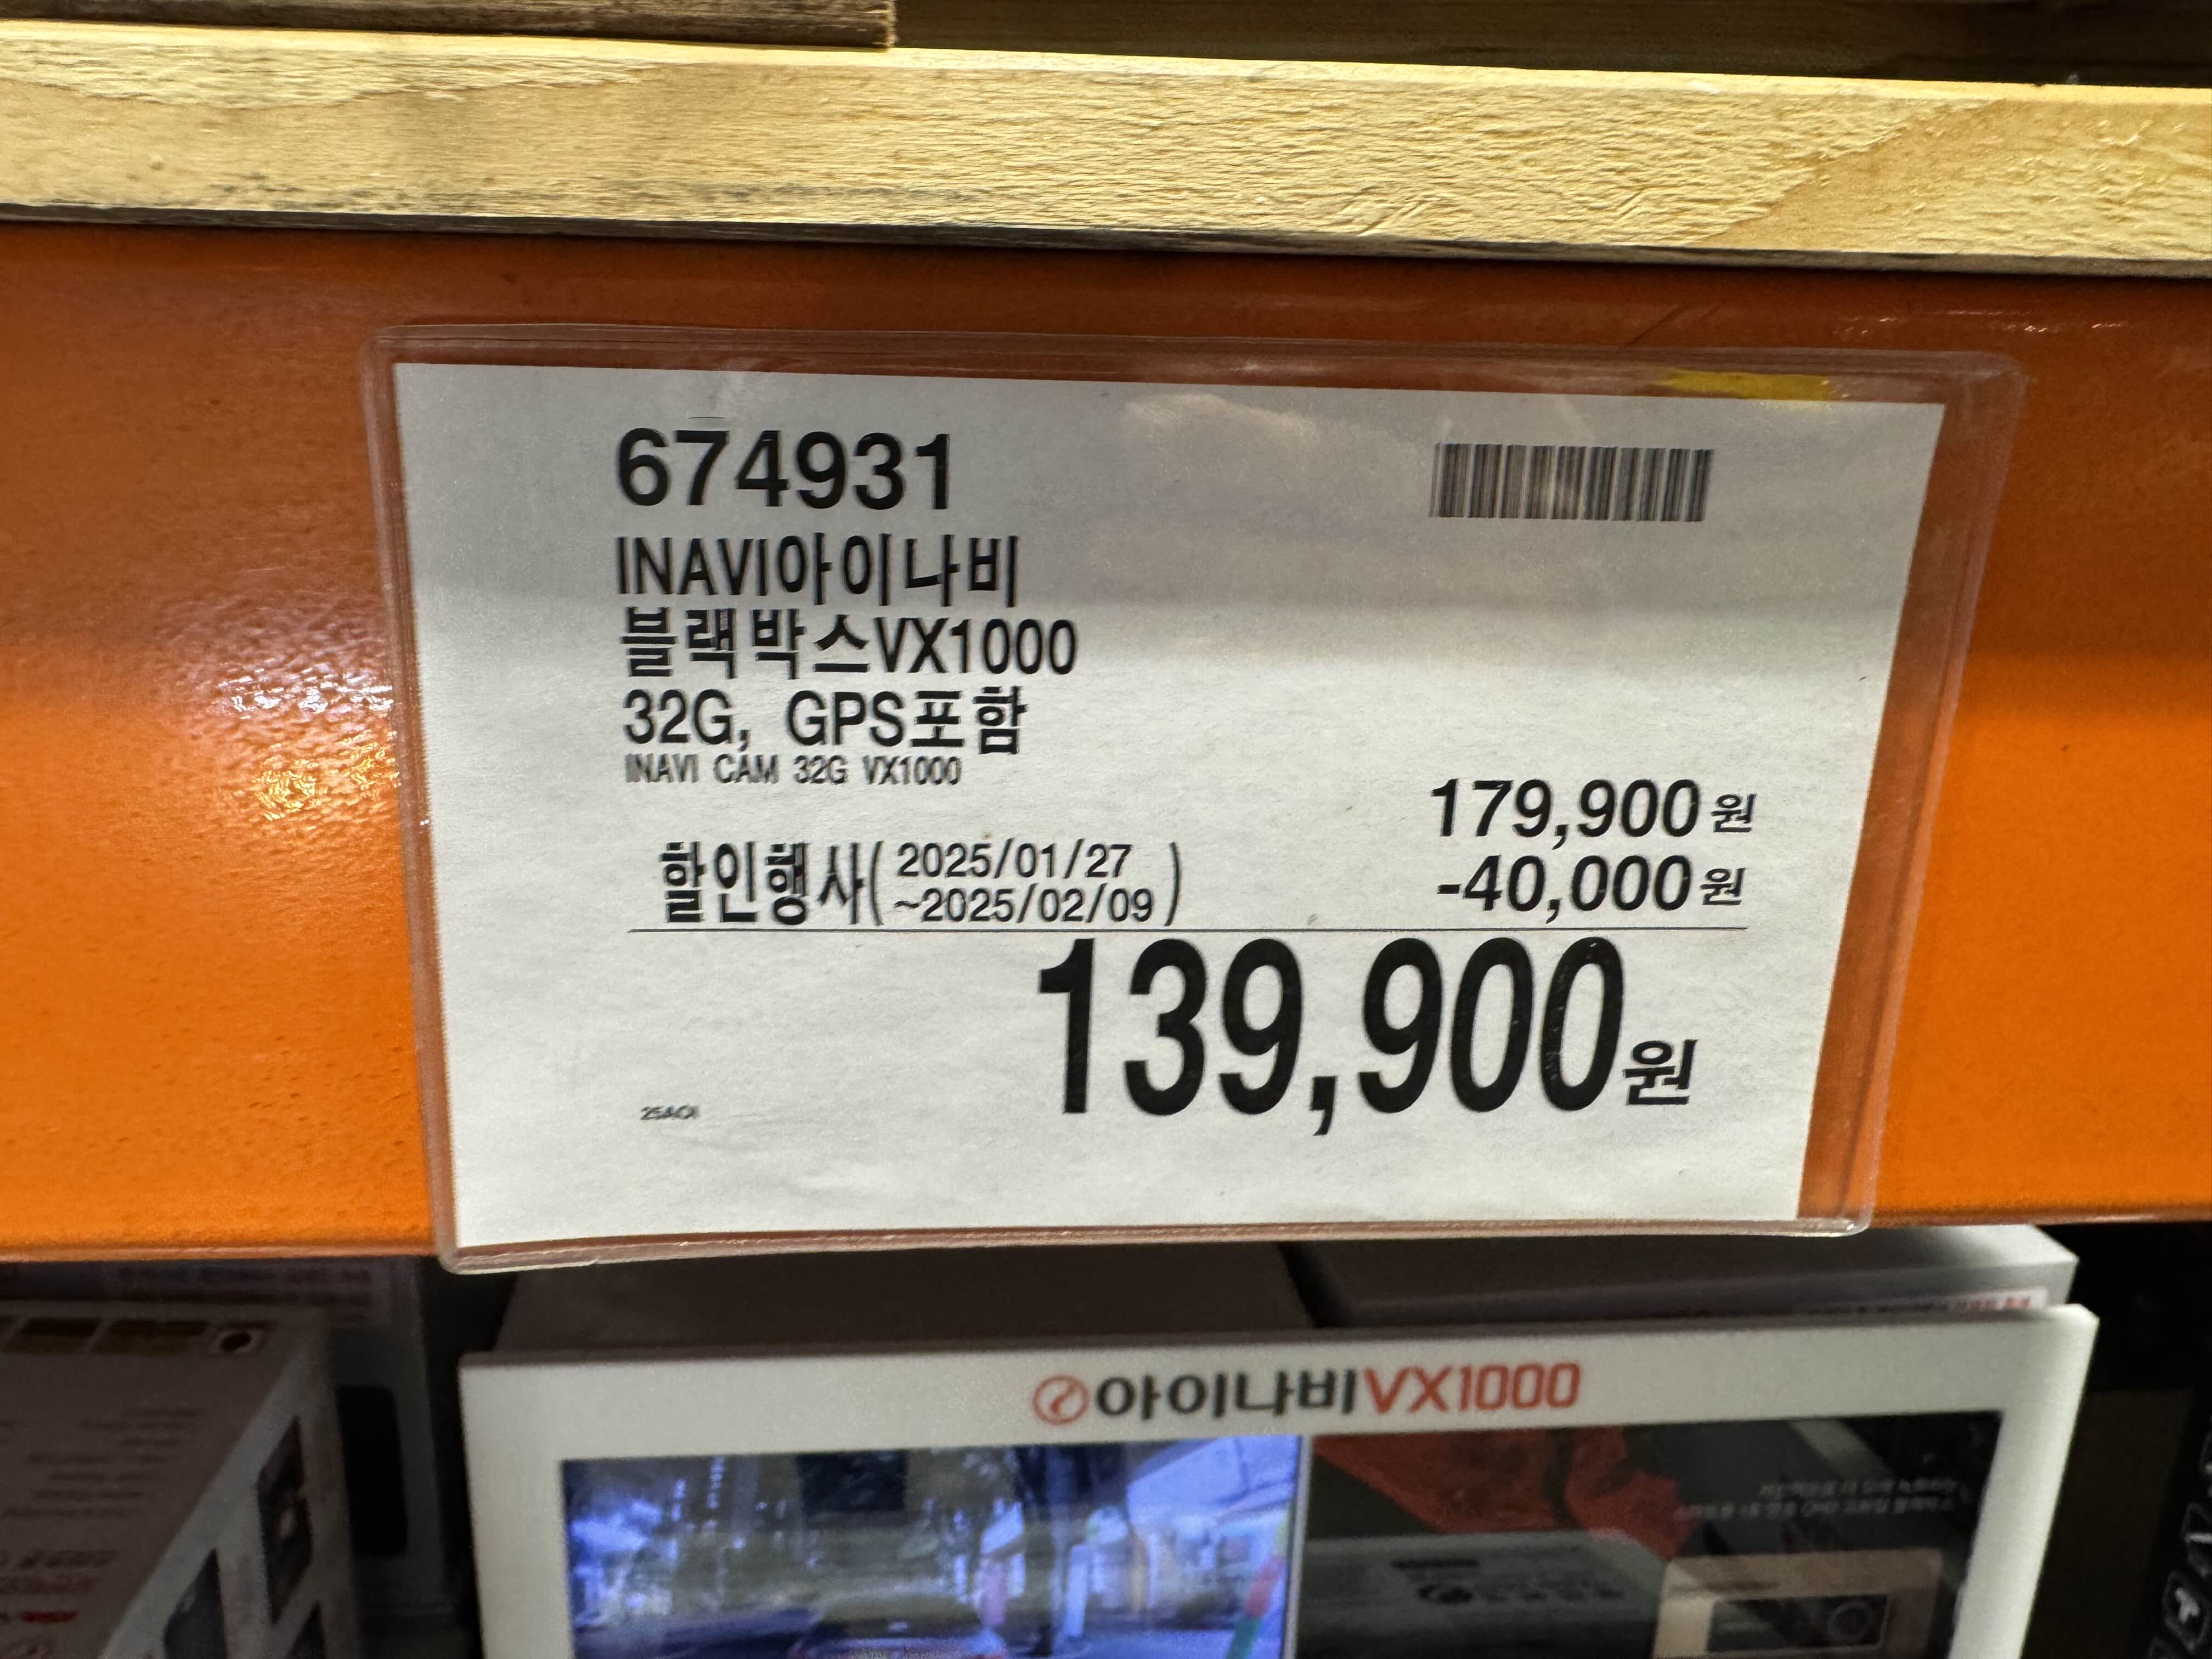 674931
INAVI아이나비
블랙박스VX1000
32G, GPS포함
INAVI CAM 32G VX1000
179,900원
할인행사( 2025/01/27
~2025/02/09 )
-40,000원
139,900원
25AOI
아이나비VX1000